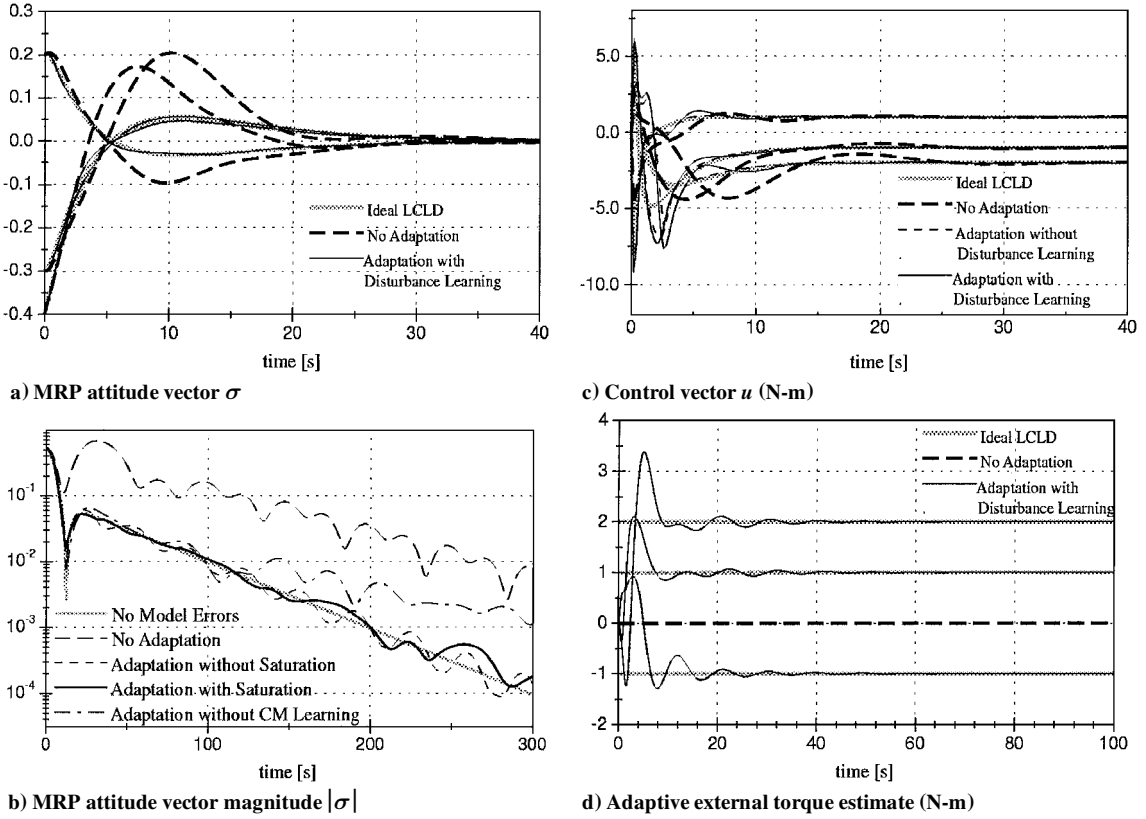 0.3
0.2
0.1
0.0
-0.1
-0.2
-0.3
-0.4
0
10
20
30
40
Ideal LCLD
No Adaptation
Adaptation with
Disturbance Learning
time [s]
a) MRP attitude vector σ
5.0
0.0
-5.0
-10.0
0
10
20
30
40
Ideal LCLD
No Adaptation
Adaptation without
Disturbance Learning
Adaptation with
Disturbance Learning
time [s]
c) Control vector u (N-m)
10⁻¹
10⁻²
10⁻³
10⁻⁴
0
100
200
300
No Model Errors
No Adaptation
Adaptation without Saturation
Adaptation with Saturation
Adaptation without CM Learning
time [s]
b) MRP attitude vector magnitude |σ|
4
3
2
1
0
-1
-2
0
20
40
60
80
100
Ideal LCLD
No Adaptation
Adaptation with
Disturbance Learning
time [s]
d) Adaptive external torque estimate (N-m)